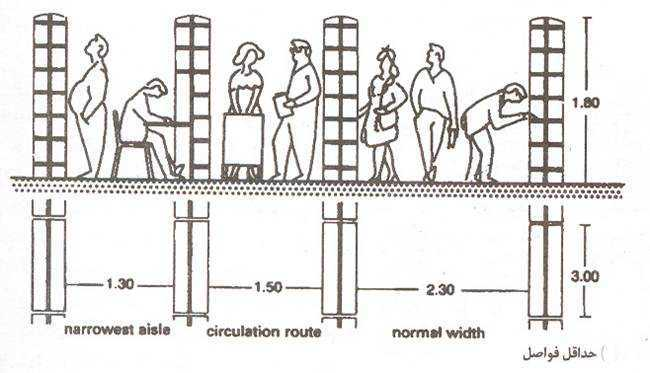 1.80
1.30
1.50
2.30
3.00
narrowest aisle
circulation route
normal width
) حداقل فواصل